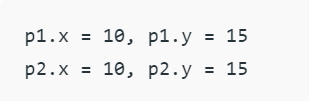 p1.x = 10, p1.y = 15
p2.x = 10, p2.y = 15